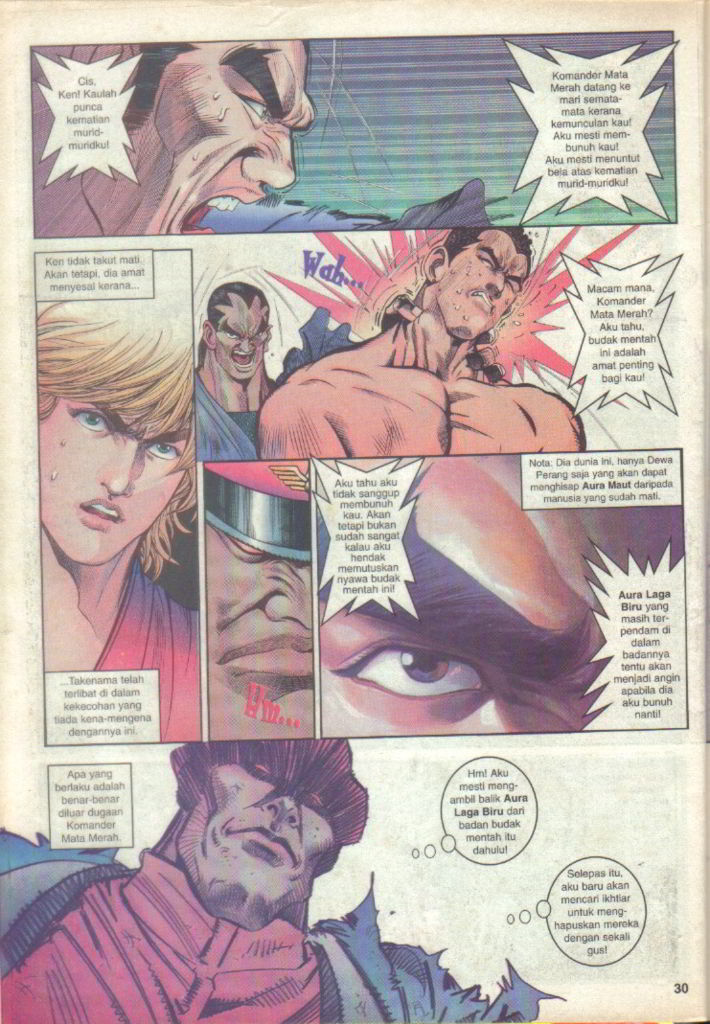 Cis,
Ken! Kaulah
punca
kematian
murid-
muridku!
Komander Mata
Merah datang ke
mari semata-
mata kerana
kemunculan kau!
Aku mesti mem-
bunuh kau!
Aku mesti menuntut
bela atas kematian
murid-muridku!
Ken tidak takut mati.
Akan tetapi, dia amat
menyesal kerana...
Wah...
Macam mana,
Komander
Mata Merah?
Aku tahu,
budak mentah
ini adalah
amat penting
bagi kau!
...Takenama telah
terlibat di dalam
kekecohan yang
tiada kena-mengena
dengannya ini.
Hm...
Aku tahu aku
tidak sanggup
membunuh
kau. Akan
tetapi bukan
sudah sangat
kalau aku
hendak
memutuskan
nyawa budak
mentah ini!
Nota: Dia dunia ini, hanya Dewa
Perang saja yang akan dapat
menghisap Aura Maut daripada
manusia yang sudah mati.
Aura Laga
Biru yang
masih ter-
pendam di
dalam
badannya
tentu akan
menjadi angin
apabila dia
aku bunuh
nanti!
Apa yang
berlaku adalah
benar-benar
diluar dugaan
Komander
Mata Merah.
Hm! Aku
mesti meng-
ambil balik Aura
Laga Biru dari
badan budak
mentah itu
dahulu!
Selepas itu,
aku baru akan
mencari ikhtiar
untuk meng-
hapuskan mereka
dengan sekali
gus!
30